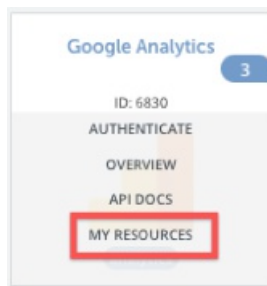 Google Analytics
3
ID: 6830
AUTHENTICATE
OVERVIEW
API DOCS
MY RESOURCES